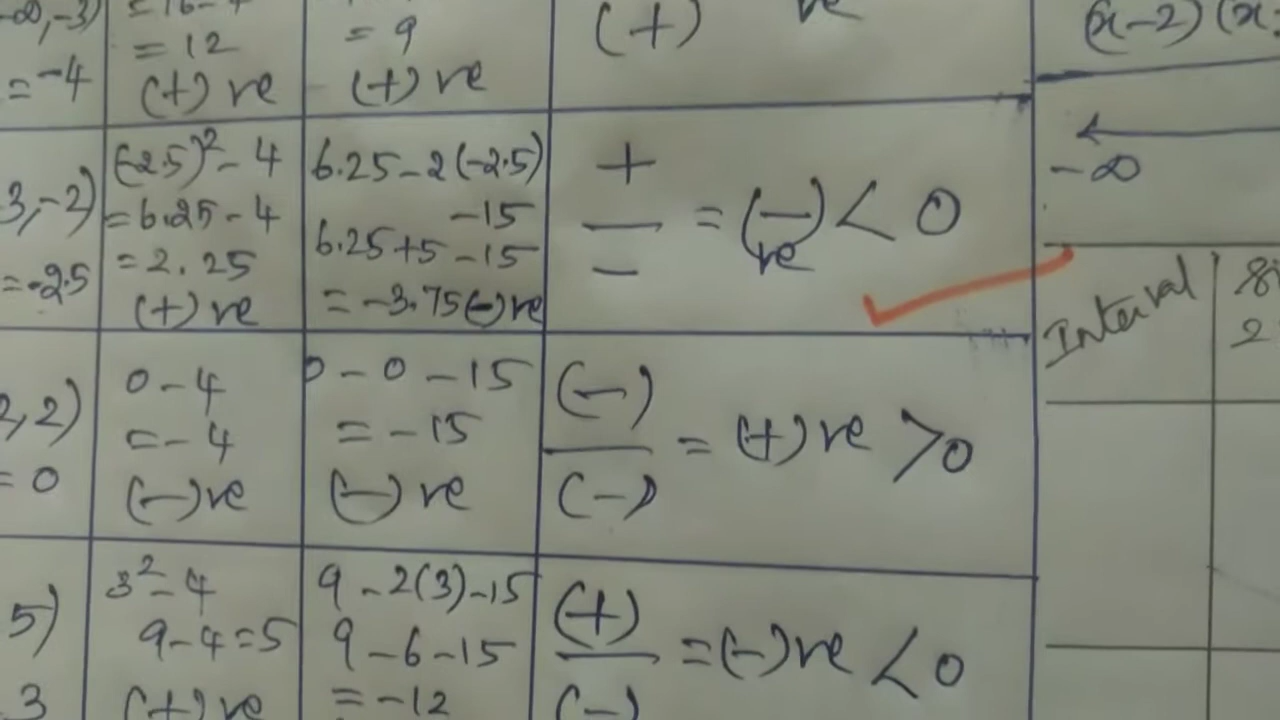 -∞,-3) =16-4
=12 =9 (+) ve (x-2) (x-
=-4 (+) ve (+) ve
-∞
3,-2) (-2.5)² - 4 6.25-2(-2.5) +
=6.25-4 -15 — = (-) < 0
6.25+5 -15 - ve
=-2.5 =2.25
(+) ve = -3.75(-)ve
Interval
2
2,2) 0-4 0-0-15 (-)
=-4 =-15 — = (+)ve >0
=0 (-)ve (-) ve (-)
5) 3²-4 9-2(3)-15 (+)
9-4=5 9-6-15 — =(-)ve <0
3 (+)ve =-12 (-)